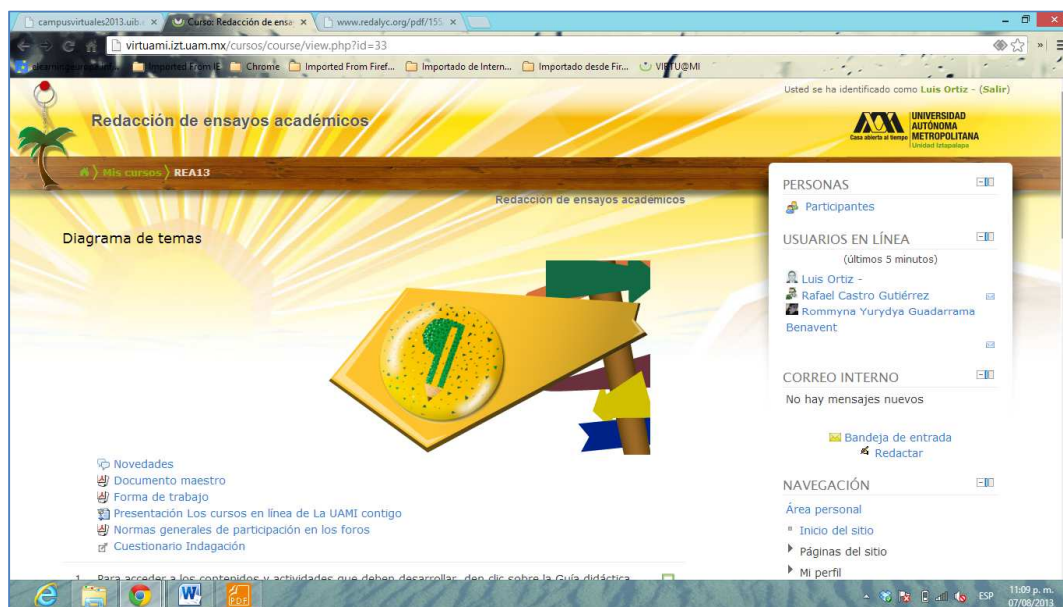 campusvirtuales2013.uib.
Curso: Redacción de ensa
www.redalyc.org/pdf/155
virtuami.izt.uam.mx/cursos/course/view.php?id=33
Imported From IE
Chrome
Imported From Firef...
Importado de Intern...
Importado desde Fir...
VIRTU@MI
Usted se ha identificado como Luis Ortiz - (Salir)
Redacción de ensayos académicos
Casa abierta al tiempo
UNIVERSIDAD
AUTÓNOMA
METROPOLITANA
Unidad Iztapalapa
Mis cursos
REA13
Redacción de ensayos académicos
Diagrama de temas
Novedades
Documento maestro
Forma de trabajo
Presentación Los cursos en línea de La UAMI contigo
Normas generales de participación en los foros
Cuestionario Indagación
1 Para acceder a los contenidos y actividades que deben desarrollar, den clic sobre la Guía didáctica
PERSONAS
Participantes
USUARIOS EN LÍNEA
(últimos 5 minutos)
Luis Ortiz -
Rafael Castro Gutiérrez
Rommyna Yurydya Guadarrama
Benavent
CORREO INTERNO
No hay mensajes nuevos
Bandeja de entrada
Redactar
NAVEGACIÓN
Área personal
Inicio del sitio
Páginas del sitio
Mi perfil
PDF
ESP
11:09 p. m.
07/08/2013